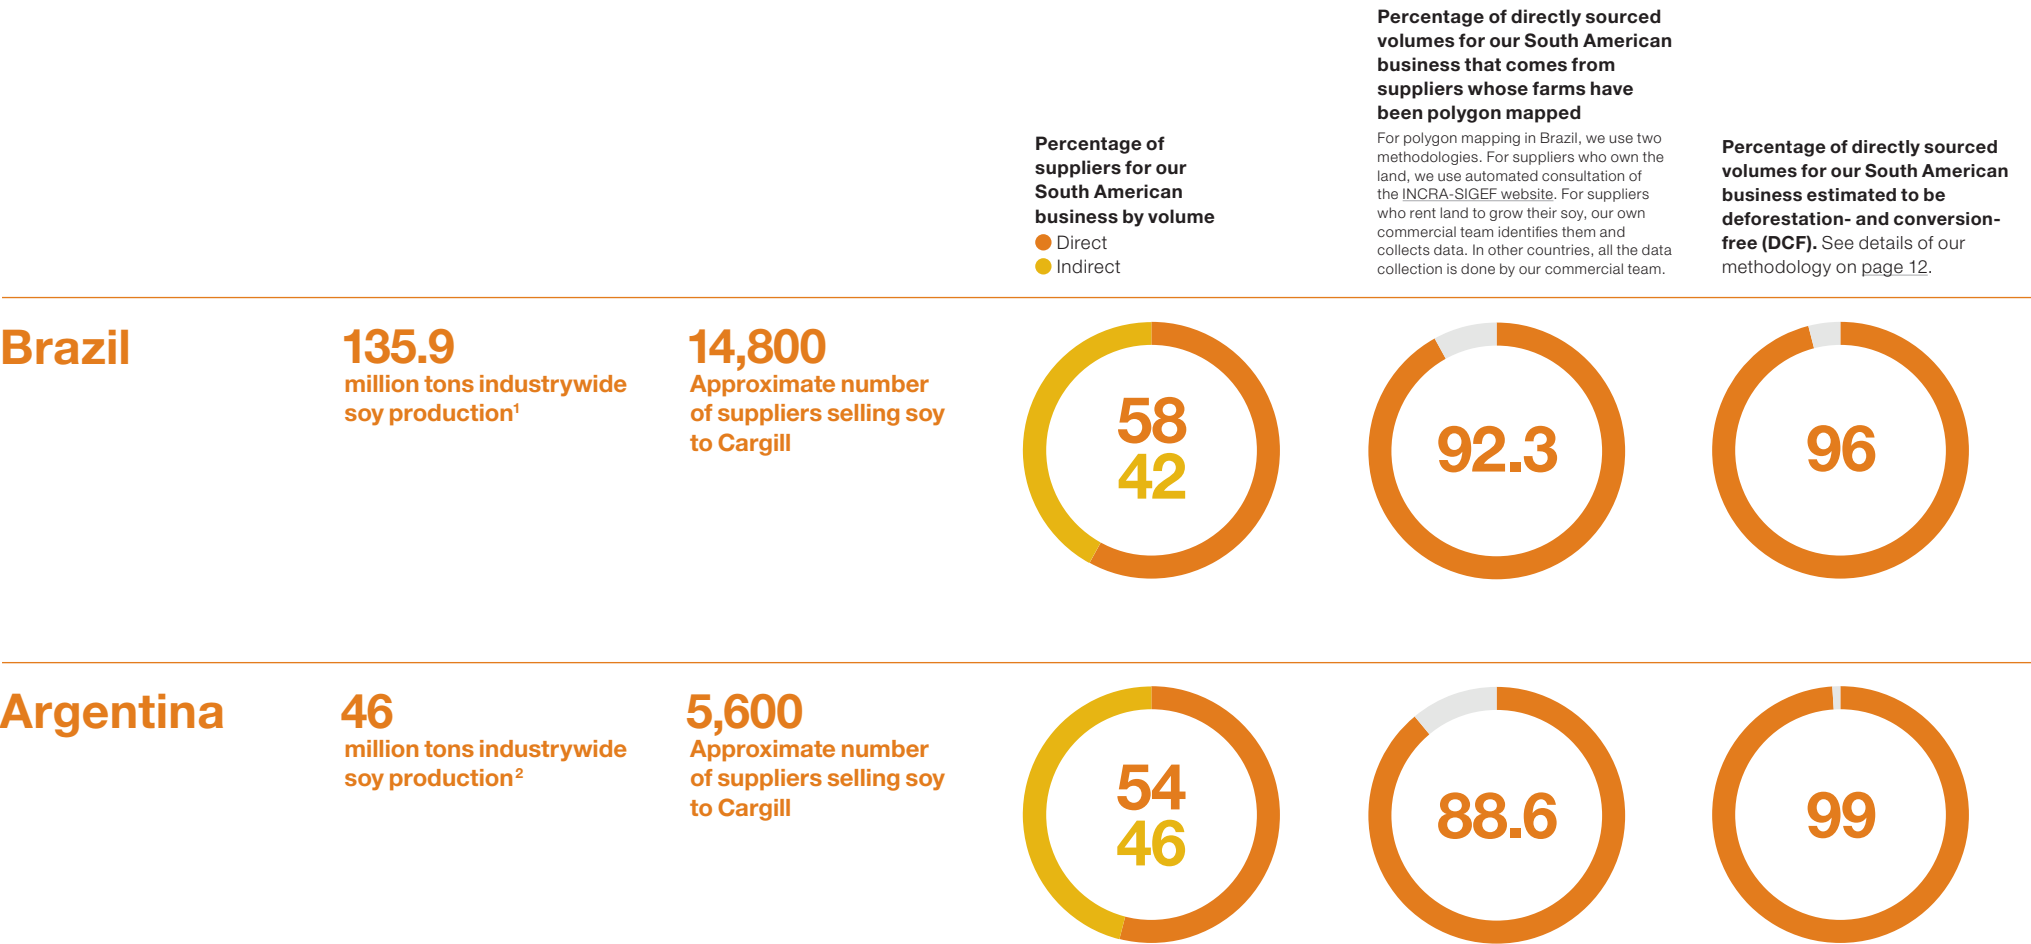 Percentage of
suppliers for our
South American
business by volume
Direct
Indirect
Percentage of directly sourced
volumes for our South American
business that comes from
suppliers whose farms have
been polygon mapped
For polygon mapping in Brazil, we use two
methodologies. For suppliers who own the
land, we use automated consultation of
the INCRA-SIGEF website. For suppliers
who rent land to grow their soy, our own
commercial team identifies them and
collects data. In other countries, all the data
collection is done by our commercial team.
Percentage of directly sourced
volumes for our South American
business estimated to be
deforestation- and conversion-
free (DCF). See details of our
methodology on page 12.
Brazil
135.9
million tons industrywide
soy production¹
14,800
Approximate number
of suppliers selling soy
to Cargill
58
42
92.3
96
Argentina
46
million tons industrywide
soy production²
5,600
Approximate number
of suppliers selling soy
to Cargill
54
46
88.6
99